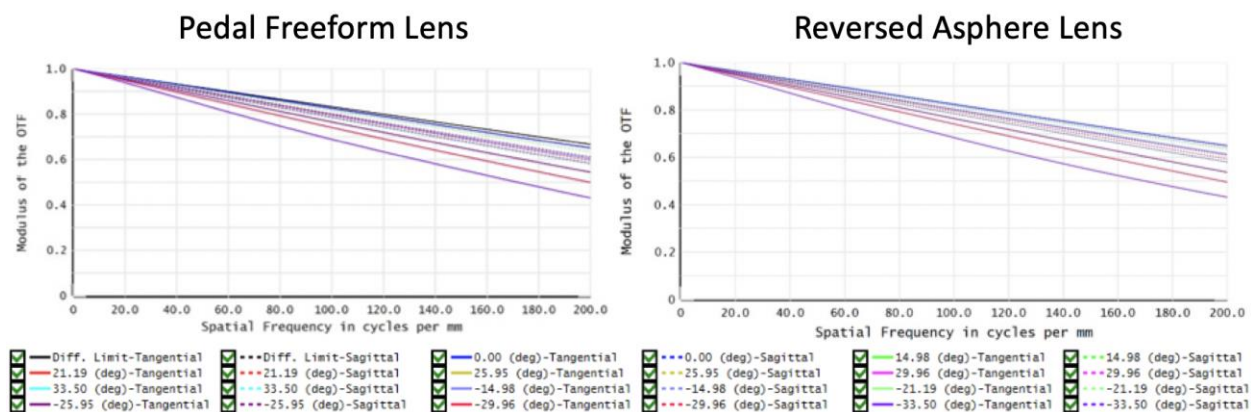 Pedal Freeform Lens
Reversed Asphere Lens
1.0
0.8
0.6
0.4
0.2
0
Modulus of the OTF
20.0 40.0 60.0 80.0 100.0 120.0 140.0 160.0 180.0 200.0
Spatial Frequency in cycles per mm
1.0
0.8
0.6
0.4
0.2
0
Modulus of the OTF
0 20.0 40.0 60.0 80.0 100.0 120.0 140.0 160.0 180.0 200.0
Spatial Frequency in cycles per mm
Diff. Limit-Tangential Diff. Limit-Sagittal 0.00 (deg)-Tangential 0.00 (deg)-Sagittal 14.98 (deg)-Tangential 14.98 (deg)-Sagittal
21.19 (deg)-Tangential 21.19 (deg)-Sagittal 25.95 (deg)-Tangential 25.95 (deg)-Sagittal 29.96 (deg)-Tangential 29.96 (deg)-Sagittal
33.50 (deg)-Tangential 33.50 (deg)-Sagittal -14.98 (deg)-Tangential -14.98 (deg)-Sagittal -21.19 (deg)-Tangential -21.19 (deg)-Sagittal
-25.95 (deg)-Tangential -25.95 (deg)-Sagittal -29.96 (deg)-Tangential -29.96 (deg)-Sagittal -33.50 (deg)-Tangential -33.50 (deg)-Sagittal